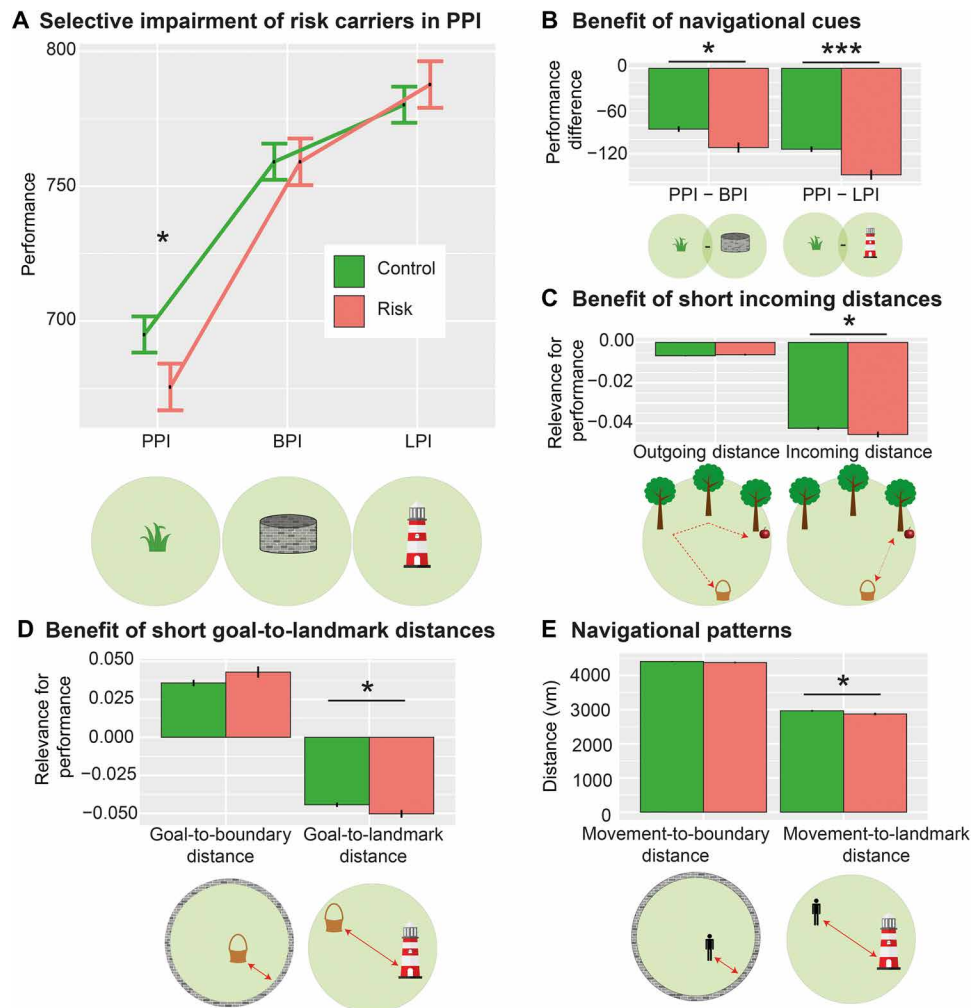 A Selective impairment of risk carriers in PPI
800
750
700
Performance
*
Control
Risk
PPI BPI LPI
B Benefit of navigational cues
* ***
0
−60
−120
Performance
difference
PPI − BPI PPI − LPI
- -
C Benefit of short incoming distances
*
0.00
−0.02
−0.04
Relevance for
performance
Outgoing distance Incoming distance
D Benefit of short goal-to-landmark distances
0.050
0.025
0.000
−0.025
−0.050
Relevance for
performance
*
Goal-to-boundary Goal-to-landmark
distance distance
E Navigational patterns
4000
3000
2000
1000
0
Distance (vm)
*
Movement-to-boundary Movement-to-landmark
distance distance